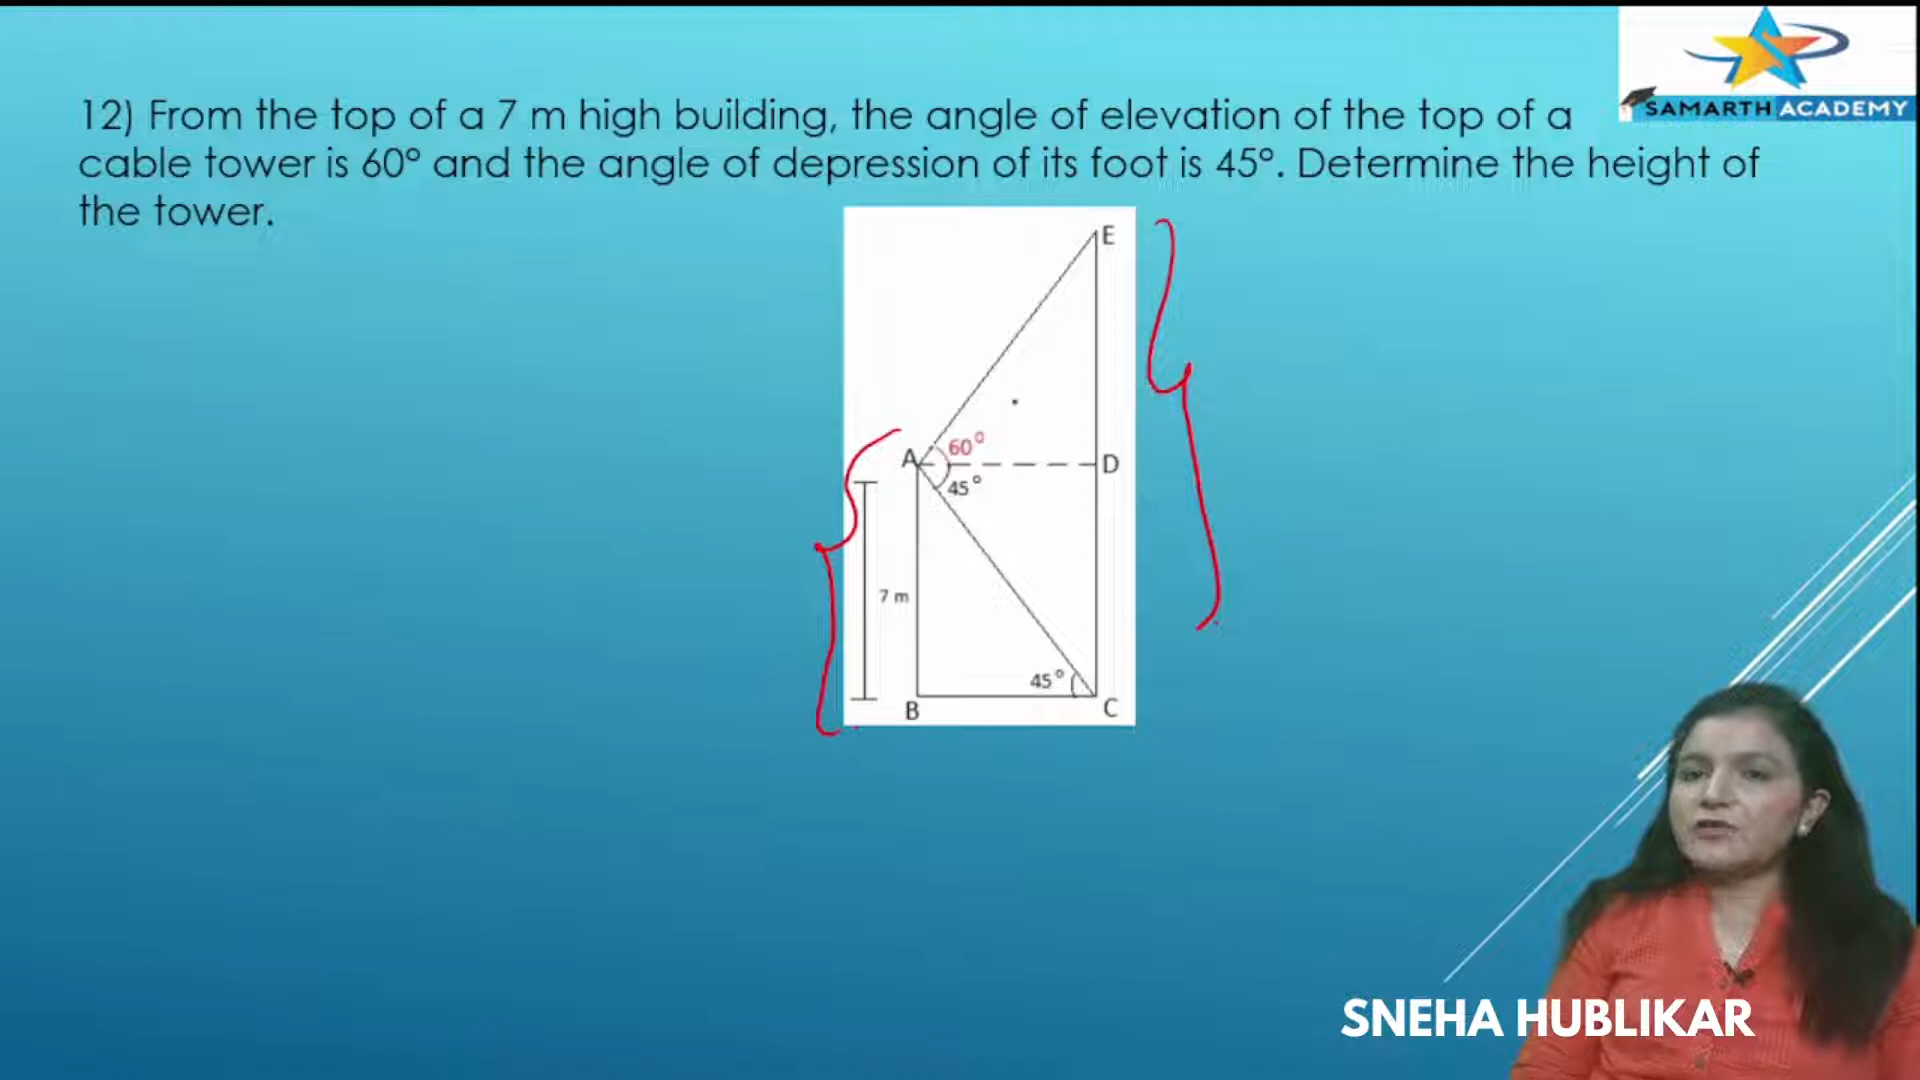 SAMARTH ACADEMY
12) From the top of a 7 m high building, the angle of elevation of the top of a
cable tower is 60° and the angle of depression of its foot is 45°. Determine the height of
the tower.
E
A
60°
D
45°
7 m
45°
B
C
SNEHA HUBLIKAR